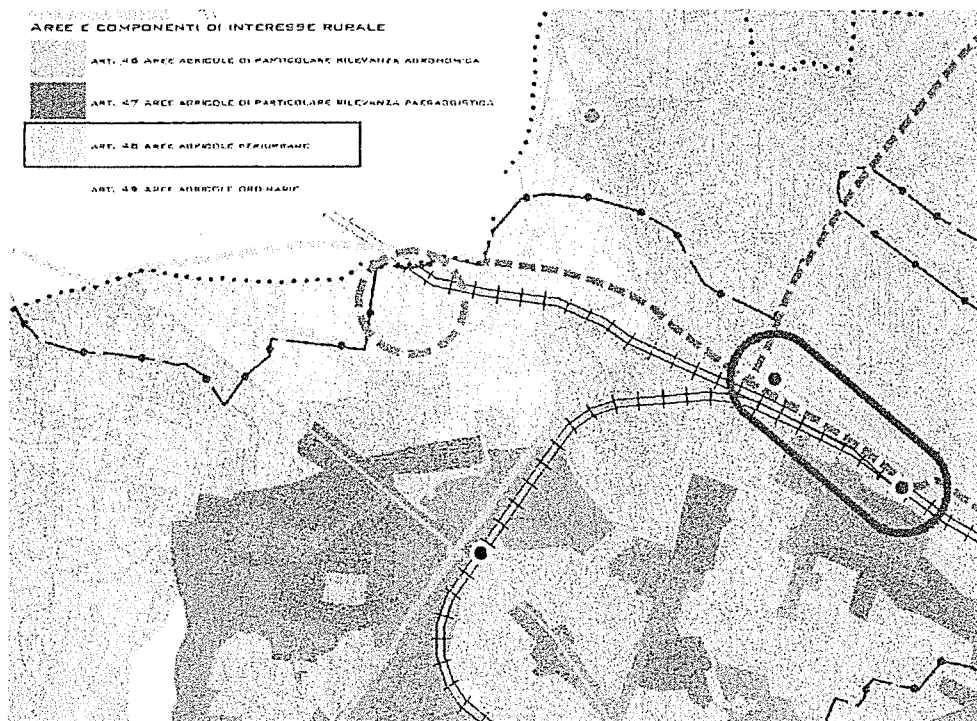 AREE E COMPONENTI DI INTERESSE RURALE
ART. 46 AREE AGRICOLE DI PARTICOLARE RILEVANZA AGRONOMICA
ART. 47 AREE AGRICOLE DI PARTICOLARE RILEVANZA PAESAGGISTICA
ART. 48 AREE AGRICOLE PERIURBANE
ART. 49 AREE AGRICOLE ORDINARIE